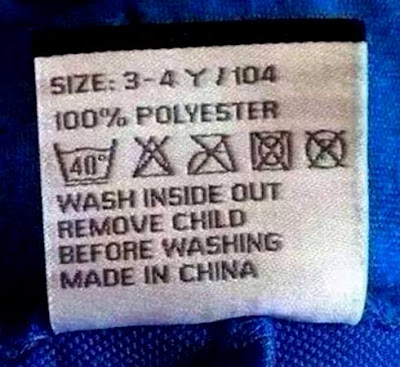 SIZE: 3-4 Y / 104
100% POLYESTER
40°
WASH INSIDE OUT
REMOVE CHILD
BEFORE WASHING
MADE IN CHINA